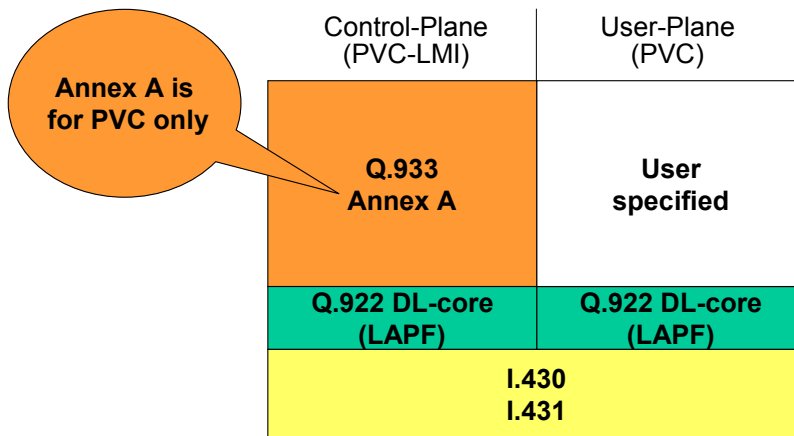 Control-Plane
(PVC-LMI)
User-Plane
(PVC)
Annex A is
for PVC only
Q.933
Annex A
User
specified
Q.922 DL-core
(LAPF)
Q.922 DL-core
(LAPF)
I.430
I.431